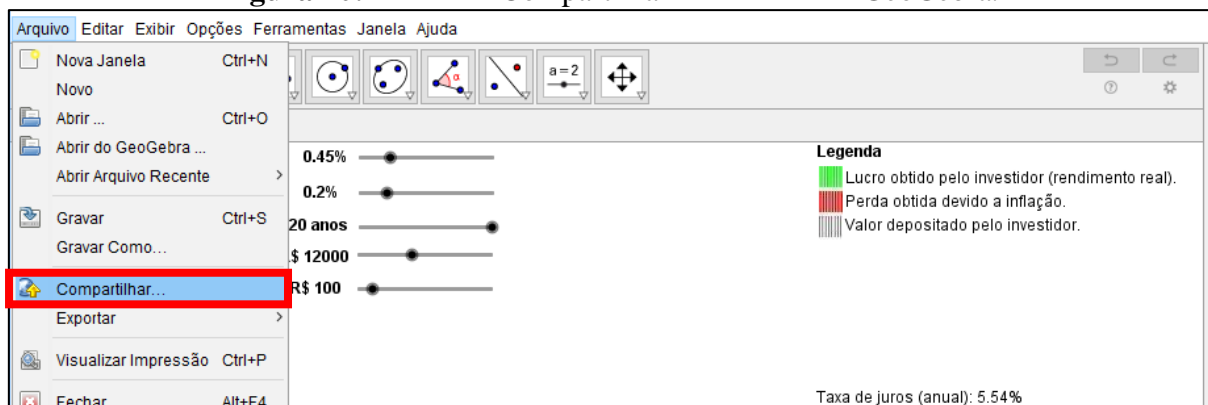 Arquivo Editar Exibir Opções Ferramentas Janela Ajuda
Nova Janela Ctrl+N
Novo
Abrir ... Ctrl+O
Abrir do GeoGebra ...
Abrir Arquivo Recente >
Gravar Ctrl+S
Gravar Como...
Compartilhar...
Exportar >
Visualizar Impressão Ctrl+P
Fechar Alt+F4
α
a=2
0.45%
0.2%
20 anos
$ 12000
R$ 100
Legenda
Lucro obtido pelo investidor (rendimento real).
Perda obtida devido a inflação.
Valor depositado pelo investidor.
Taxa de juros (anual): 5.54%